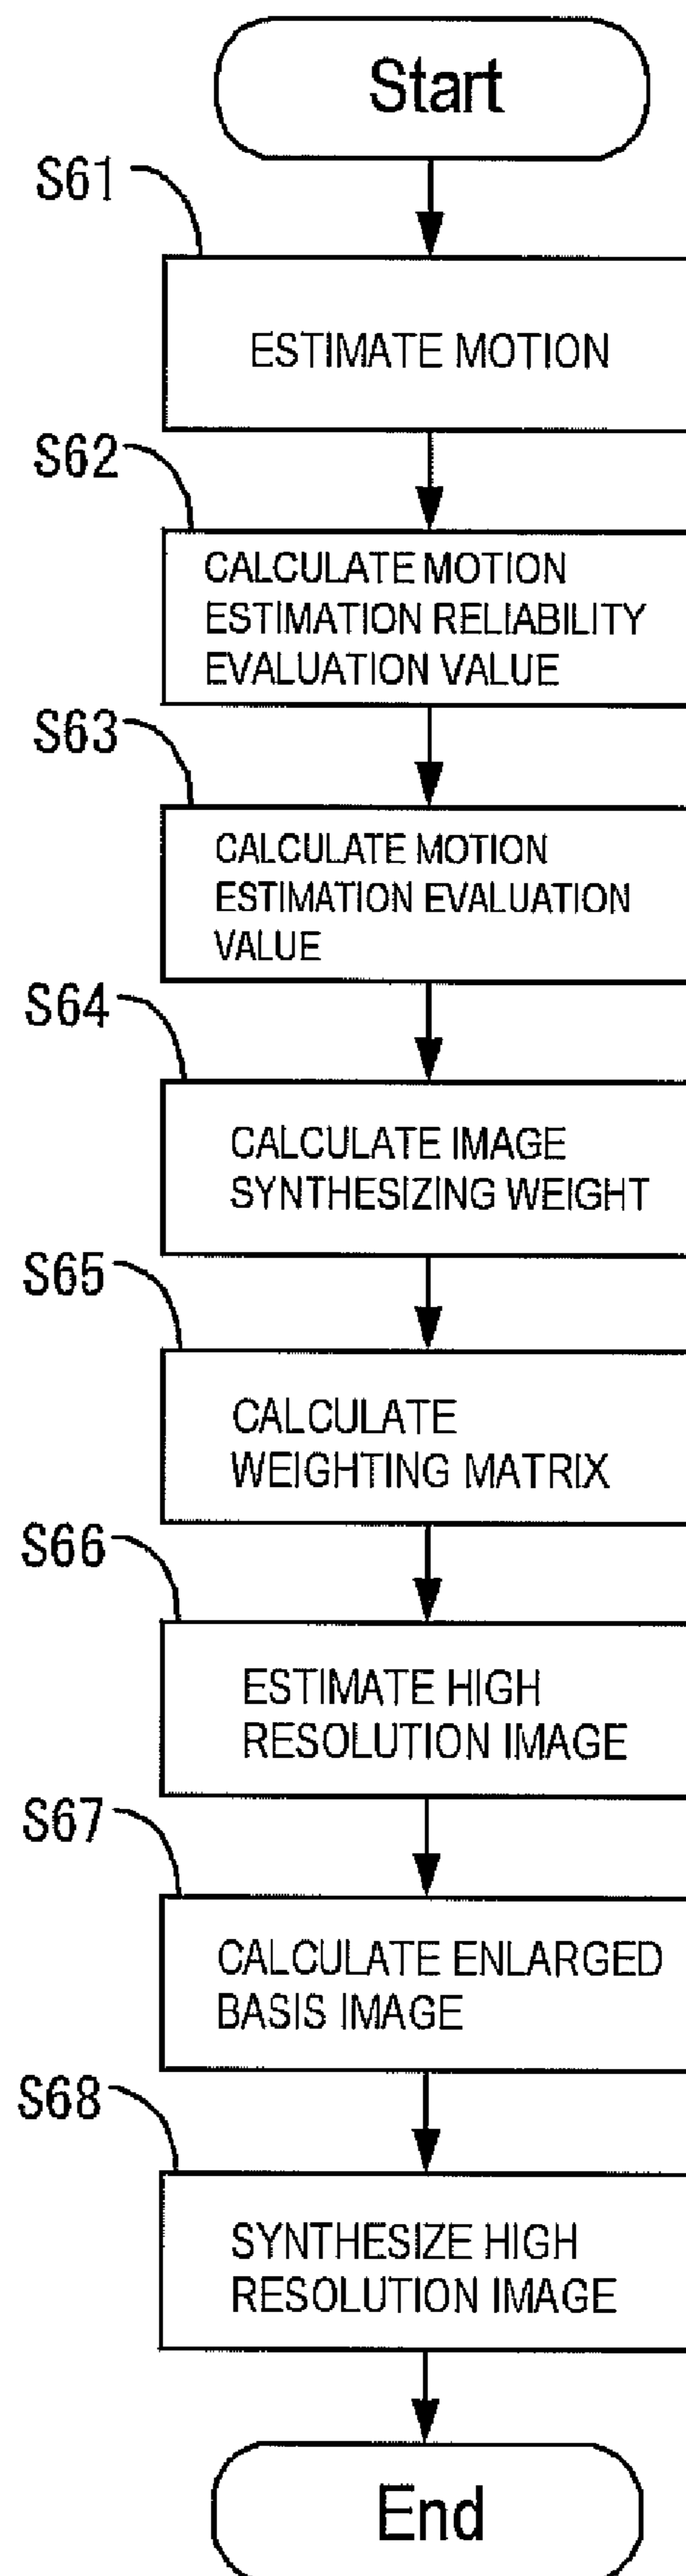 Start
S61
ESTIMATE MOTION
S62
CALCULATE MOTION
ESTIMATION RELIABILITY
EVALUATION VALUE
S63
CALCULATE MOTION
ESTIMATION EVALUATION
VALUE
S64
CALCULATE IMAGE
SYNTHESIZING WEIGHT
S65
CALCULATE
WEIGHTING MATRIX
S66
ESTIMATE HIGH
RESOLUTION IMAGE
S67
CALCULATE ENLARGED
BASIS IMAGE
S68
SYNTHESIZE HIGH
RESOLUTION IMAGE
End